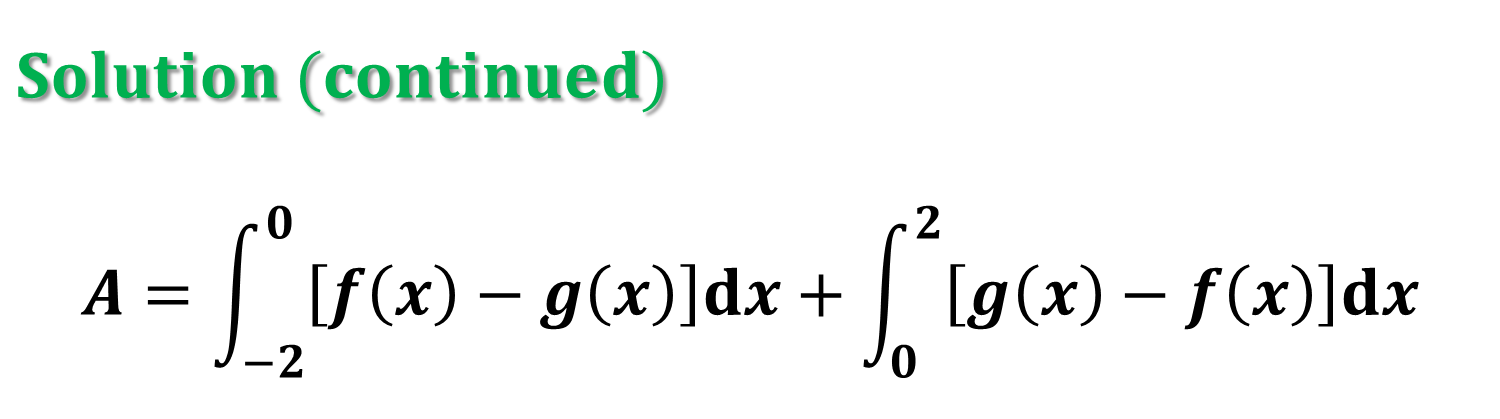 Solution (continued)
A = ∫_{-2}^{0} [f(x) − g(x)]dx + ∫_{0}^{2} [g(x) − f(x)]dx